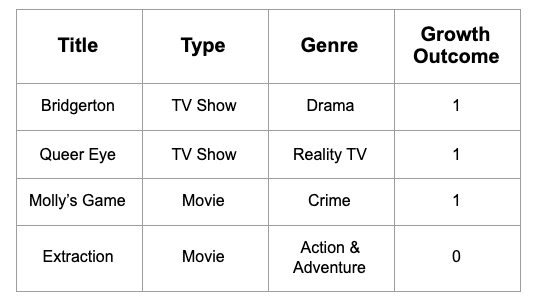 Title Type Genre Growth Outcome
Bridgerton TV Show Drama 1
Queer Eye TV Show Reality TV 1
Molly’s Game Movie Crime 1
Extraction Movie Action & Adventure 0